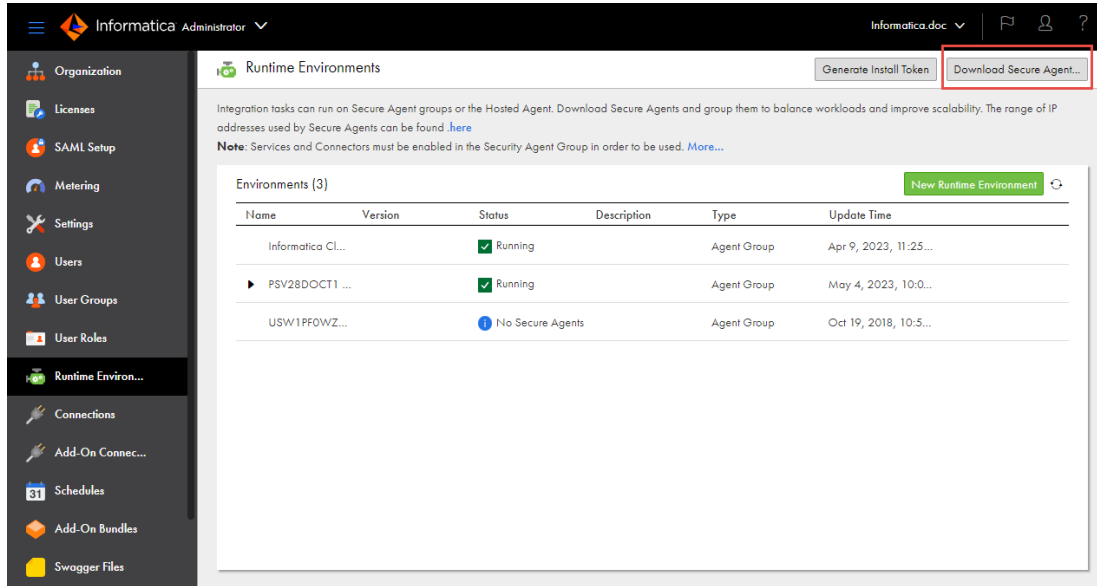 Informatica Administrator
Informatica.doc
?
Organization
Licenses
SAML Setup
Metering
Settings
Users
User Groups
User Roles
Runtime Environ...
Connections
Add-On Connec...
31 Schedules
Add-On Bundles
Swagger Files
Runtime Environments
Generate Install Token
Download Secure Agent...
Integration tasks can run on Secure Agent groups or the Hosted Agent. Download Secure Agents and group them to balance workloads and improve scalability. The range of IP
addresses used by Secure Agents can be found .here
Note: Services and Connectors must be enabled in the Security Agent Group in order to be used. More...
Environments (3)
New Runtime Environment
Name Version Status Description Type Update Time
Informatica Cl... Running Agent Group Apr 9, 2023, 11:25...
PSV28DOCT1 ... Running Agent Group May 4, 2023, 10:0...
USW1PF0WZ... No Secure Agents Agent Group Oct 19, 2018, 10:5...